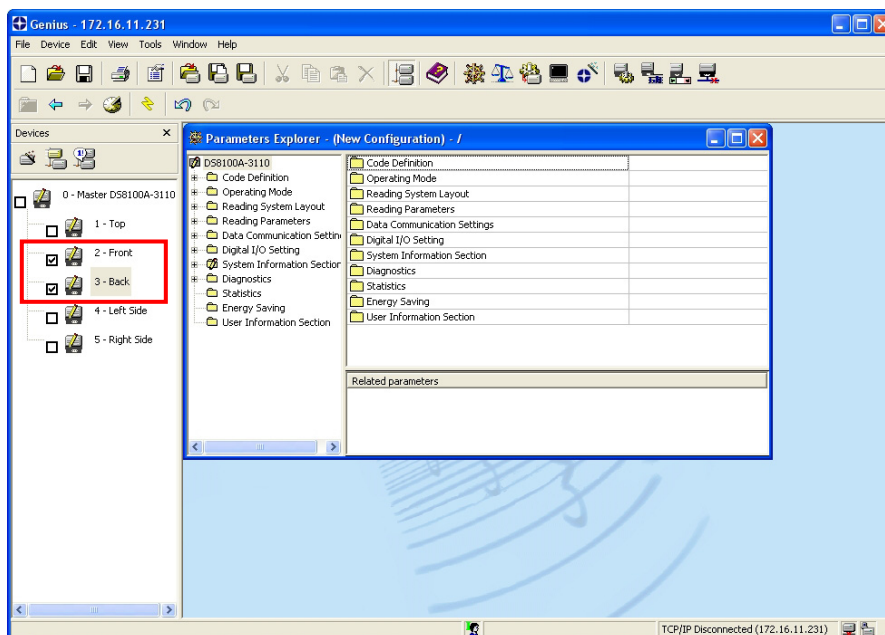 Genius - 172.16.11.231
File Device Edit View Tools Window Help
Devices
0 - Master DS8100A-3110
1 - Top
2 - Front
3 - Back
4 - Left Side
5 - Right Side
Parameters Explorer - (New Configuration) - /
DS8100A-3110
Code Definition
Operating Mode
Reading System Layout
Reading Parameters
Data Communication Settin
Digital I/O Setting
System Information Section
Diagnostics
Statistics
Energy Saving
User Information Section
Code Definition
Operating Mode
Reading System Layout
Reading Parameters
Data Communication Settings
Digital I/O Setting
System Information Section
Diagnostics
Statistics
Energy Saving
User Information Section
Related parameters
TCP/IP Disconnected (172.16.11.231)